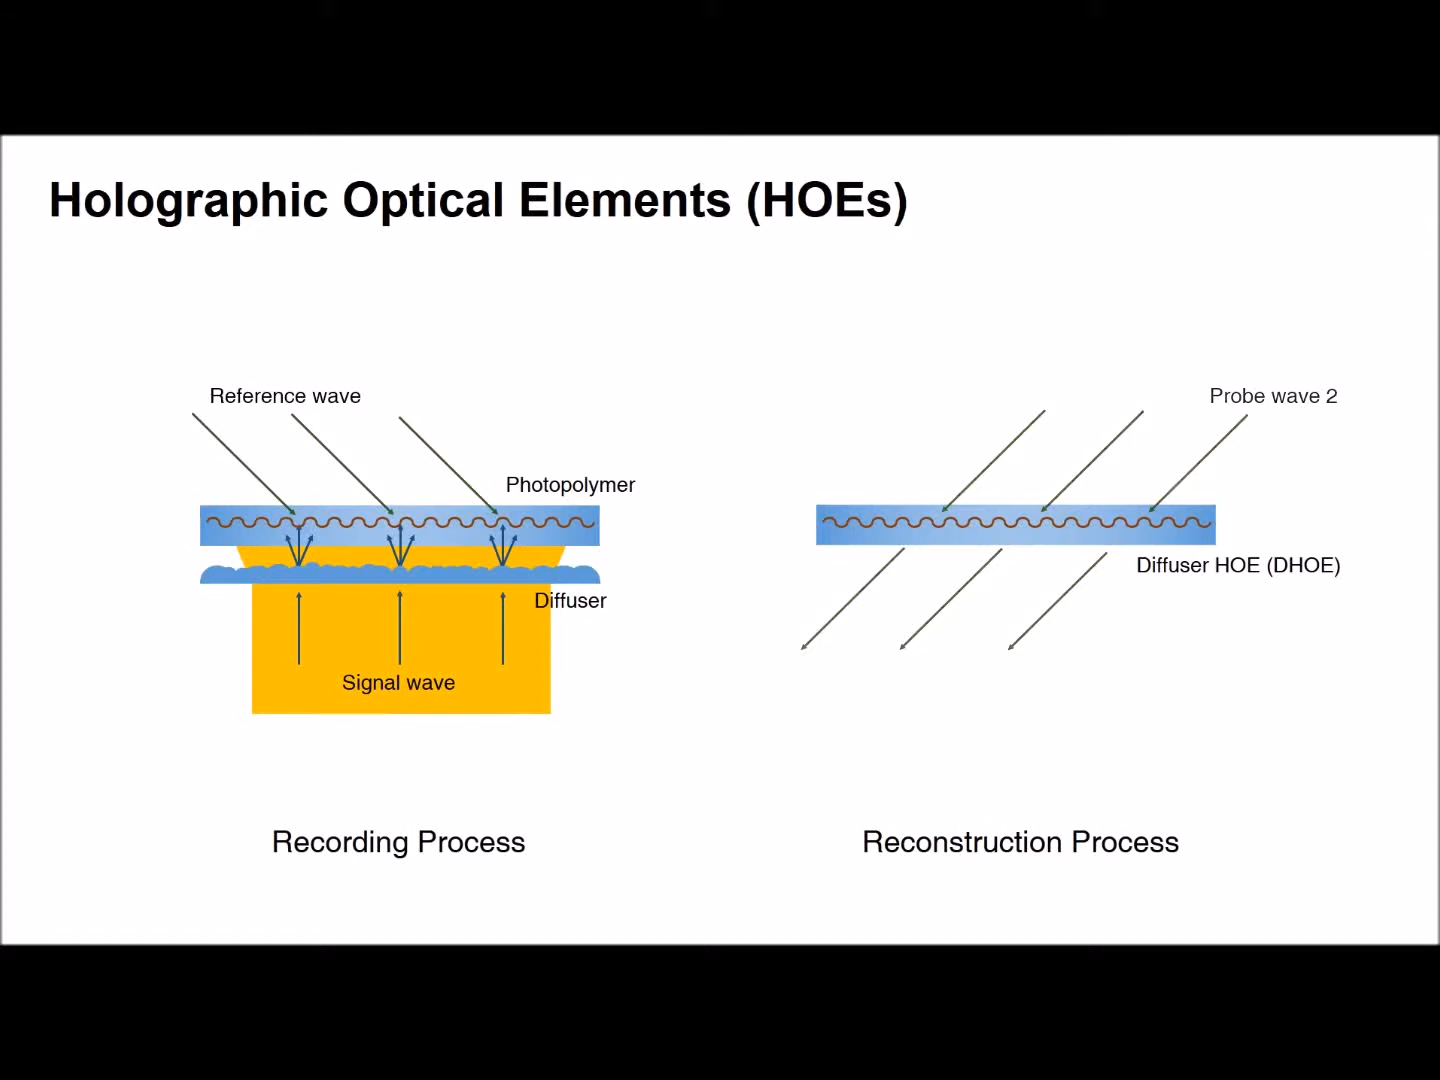 Holographic Optical Elements (HOEs)
Reference wave
Photopolymer
Diffuser
Signal wave
Recording Process
Probe wave 2
Diffuser HOE (DHOE)
Reconstruction Process